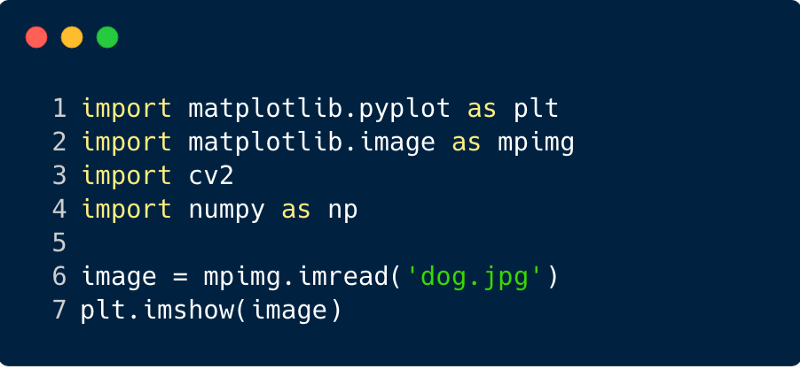 1 import matplotlib.pyplot as plt
2 import matplotlib.image as mpimg
3 import cv2
4 import numpy as np
5
6 image = mpimg.imread('dog.jpg')
7 plt.imshow(image)